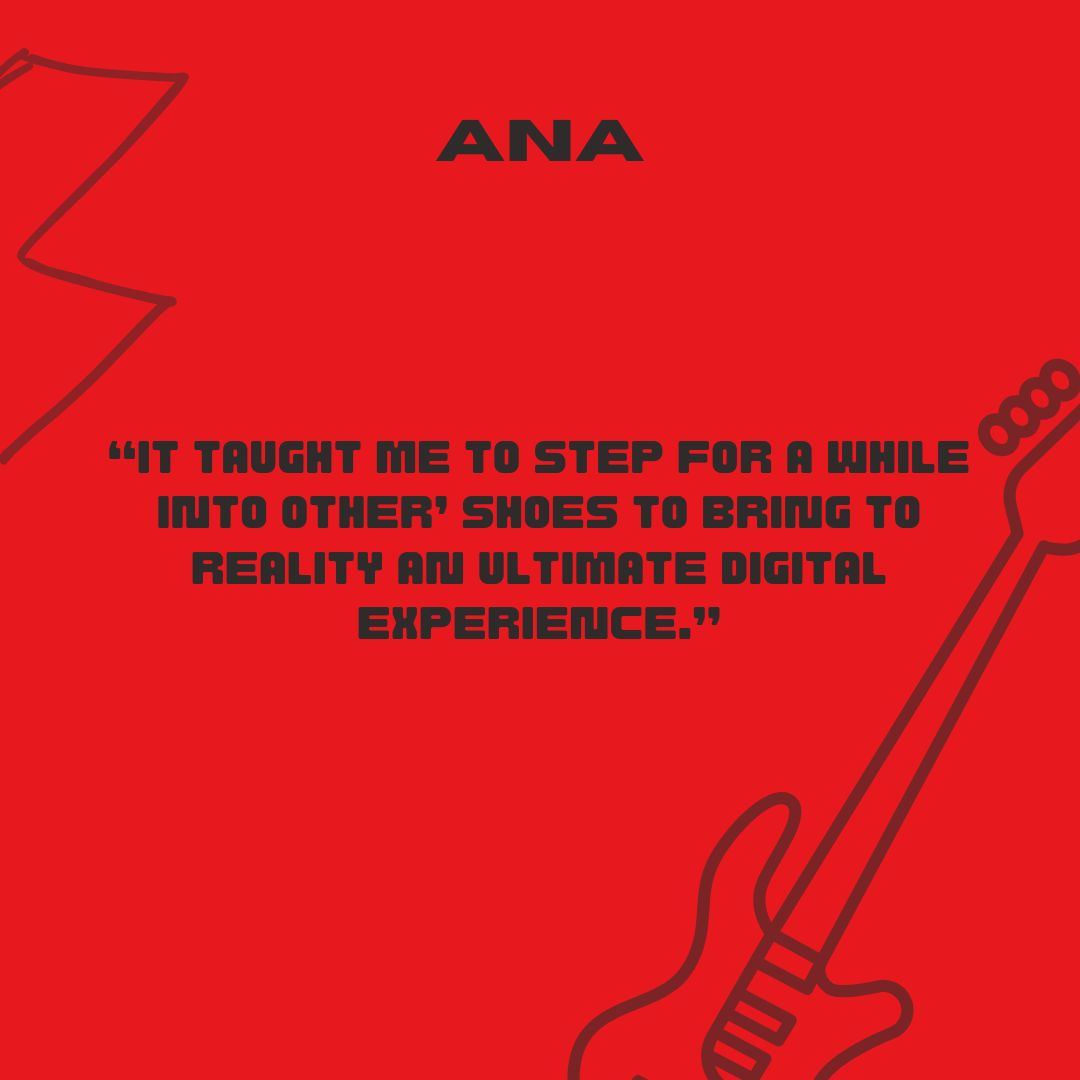 ANA
“IT TAUGHT ME TO STEP FOR A WHILE
INTO OTHER’ SHOES TO BRING TO
REALITY AN ULTIMATE DIGITAL
EXPERIENCE.”